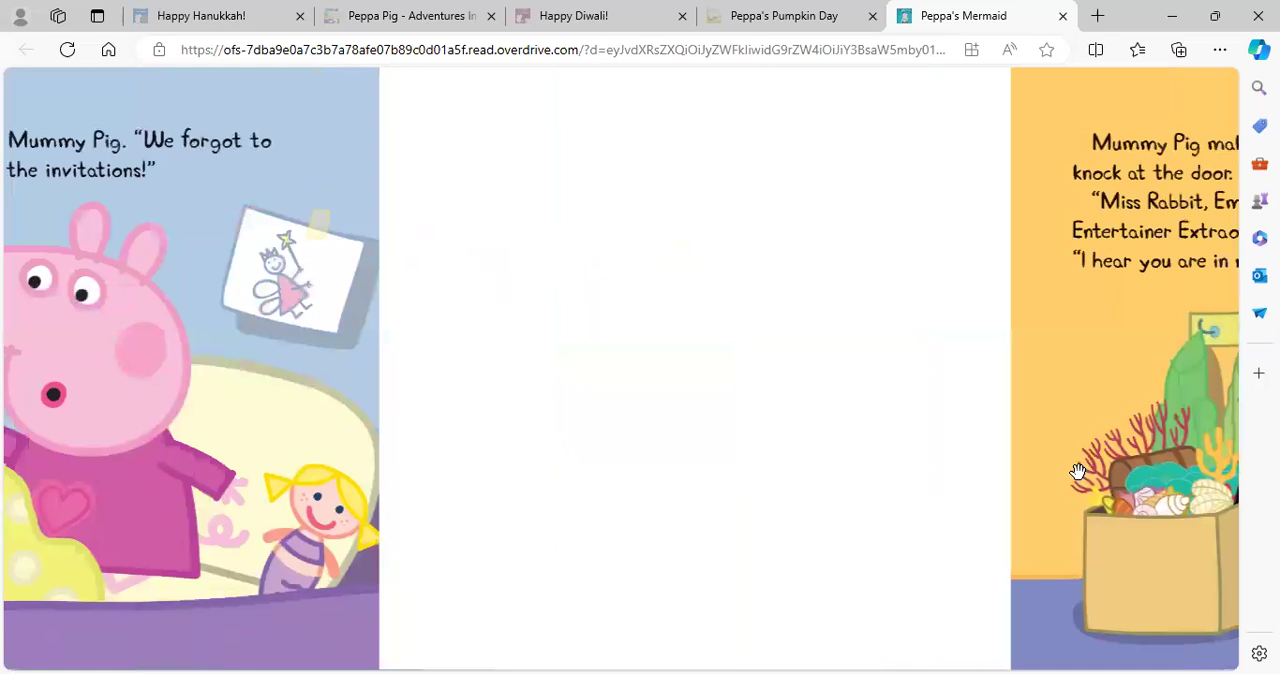 Happy Hanukkah!
Peppa Pig - Adventures In
Happy Diwali!
Peppa's Pumpkin Day
Peppa's Mermaid
https://ofs-7dba9e0a7c3b7a78afe07b89c0d01a5f.read.overdrive.com/?d=eyJvdXRsZXQiOiJyZWFkIiwidG9rZW4iOiJiY3BsaW5mby01...
Mummy Pig. “We forgot to
the invitations!”
Mummy Pig ma
knock at the door.
“Miss Rabbit, Em
Entertainer Extrao
“I hear you are in